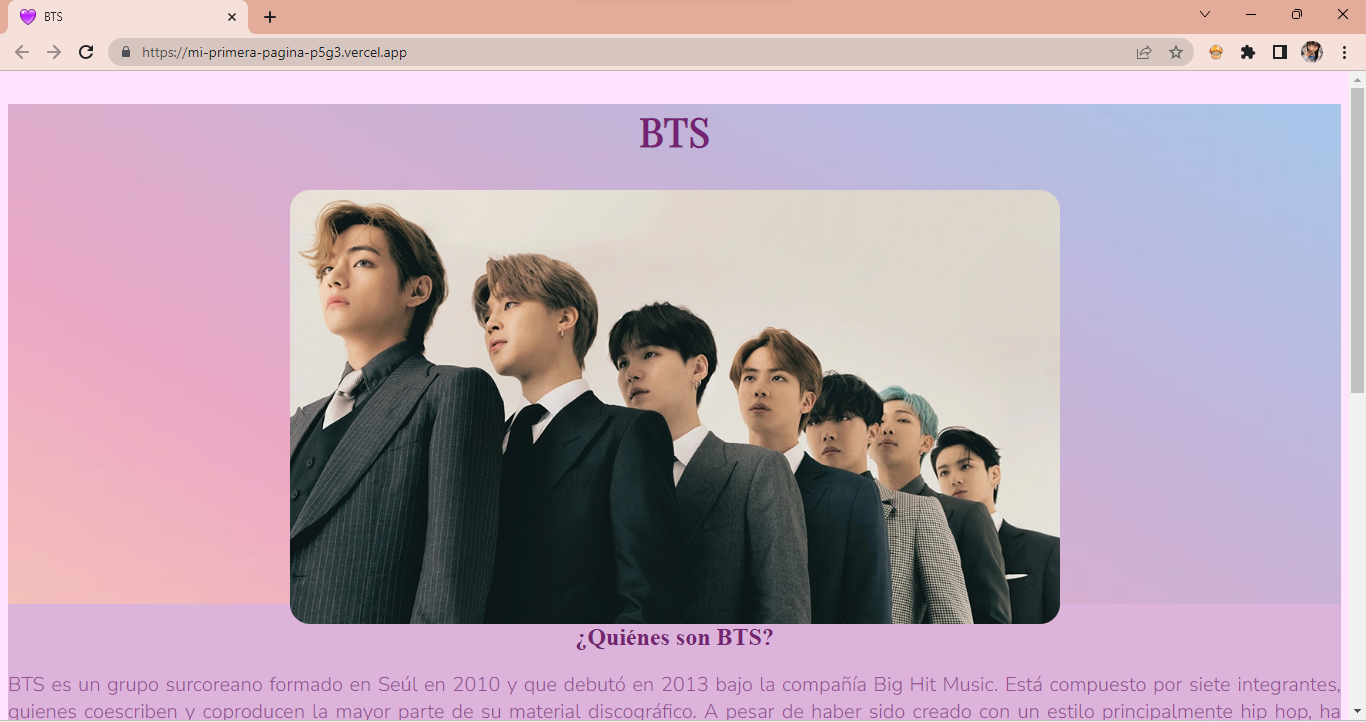 BTS
https://mi-primera-pagina-p5g3.vercel.app
BTS
¿Quiénes son BTS?
BTS es un grupo surcoreano formado en Seúl en 2010 y que debutó en 2013 bajo la compañía Big Hit Music. Está compuesto por siete integrantes,
quienes coescriben y coproducen la mayor parte de su material discográfico. A pesar de haber sido creado con un estilo principalmente hip hop, ha